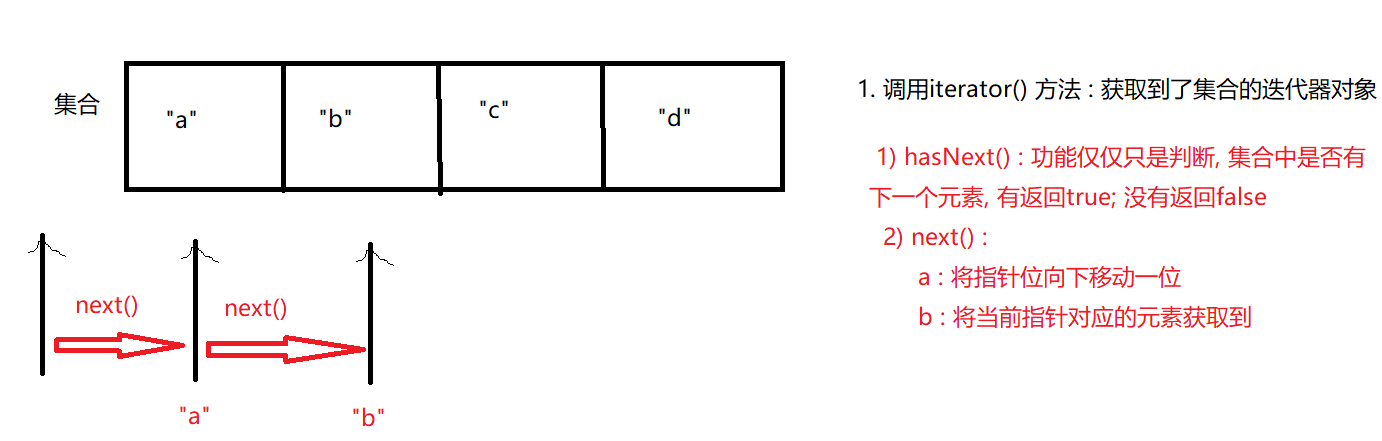 集合
"a"
"b"
"c"
"d"
1. 调用iterator() 方法 : 获取到了集合的迭代器对象
1) hasNext() : 功能仅仅只是判断, 集合中是否有
下一个元素, 有返回true; 没有返回false
2) next() :
a : 将指针位向下移动一位
b : 将当前指针对应的元素获取到
next()
next()
"a"
"b"